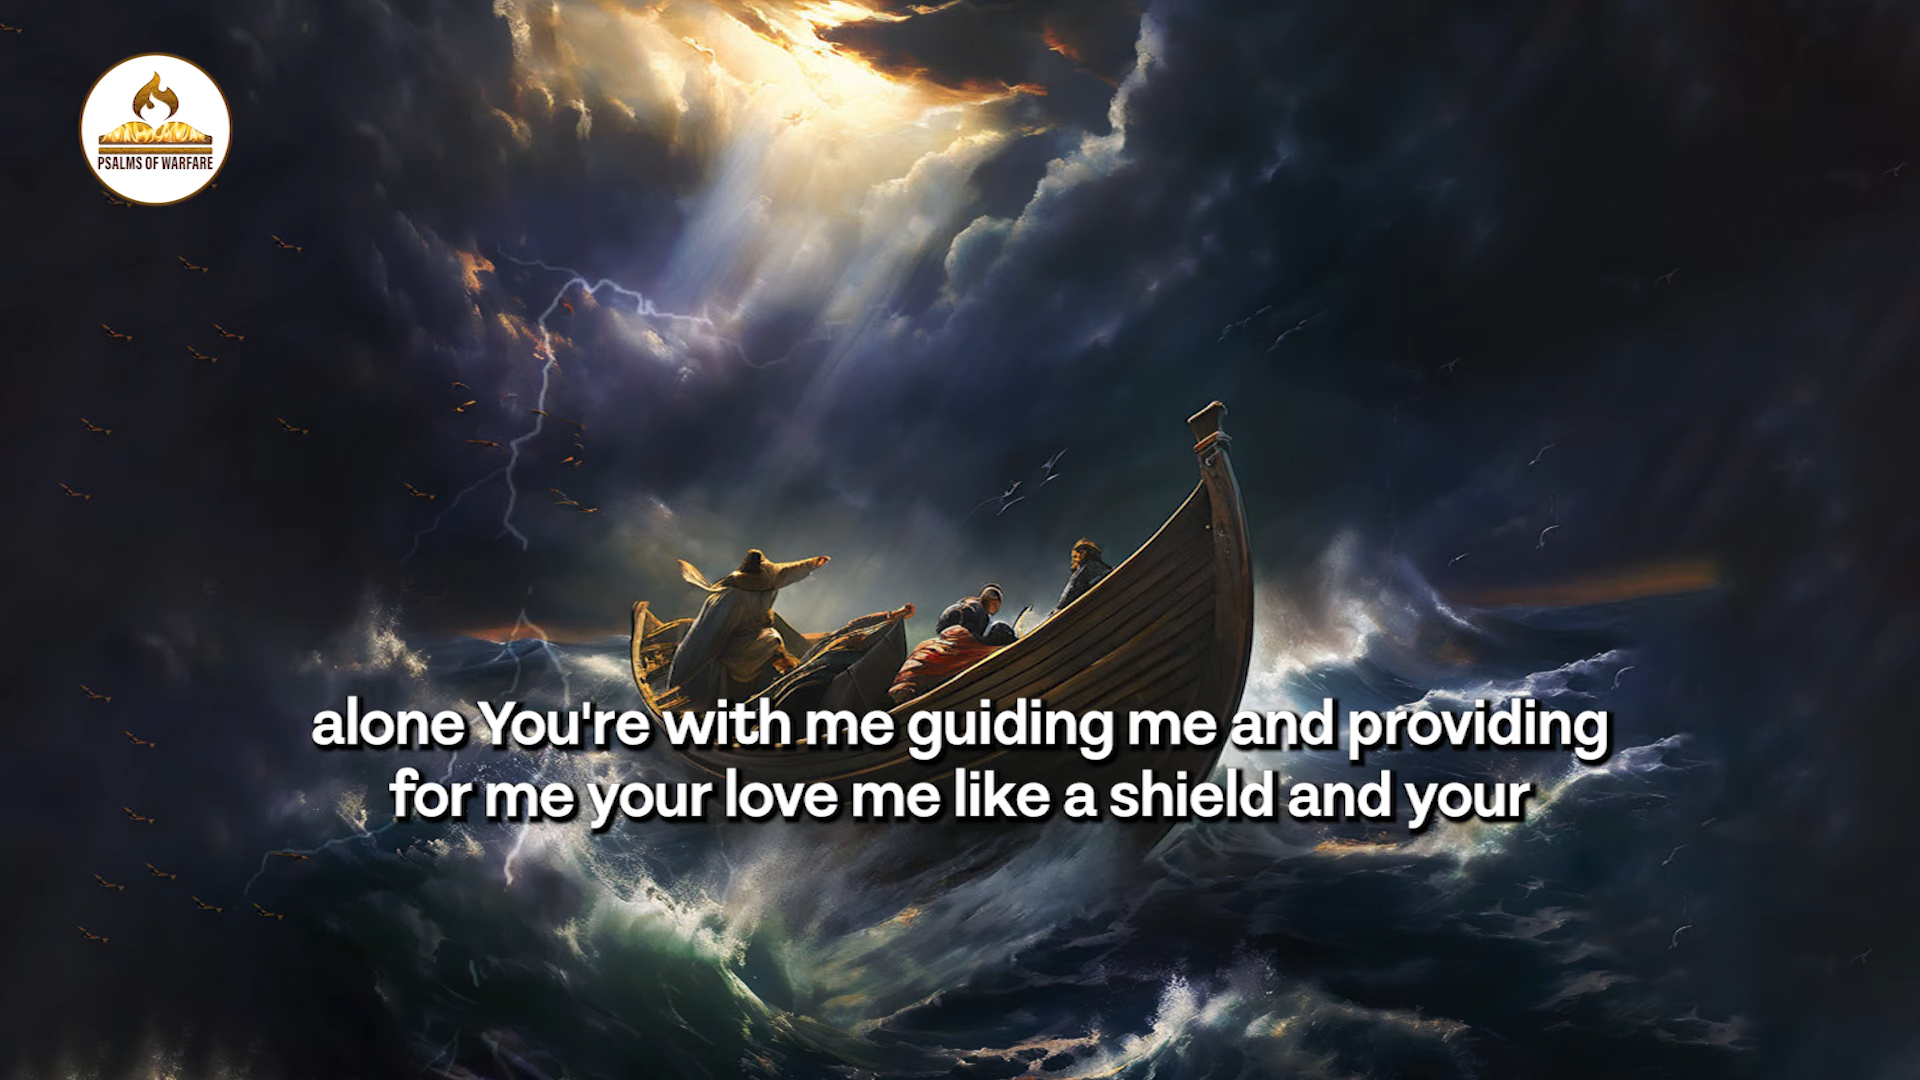 PSALMS OF WARFARE
alone You're with me guiding me and providing
for me your love me like a shield and your